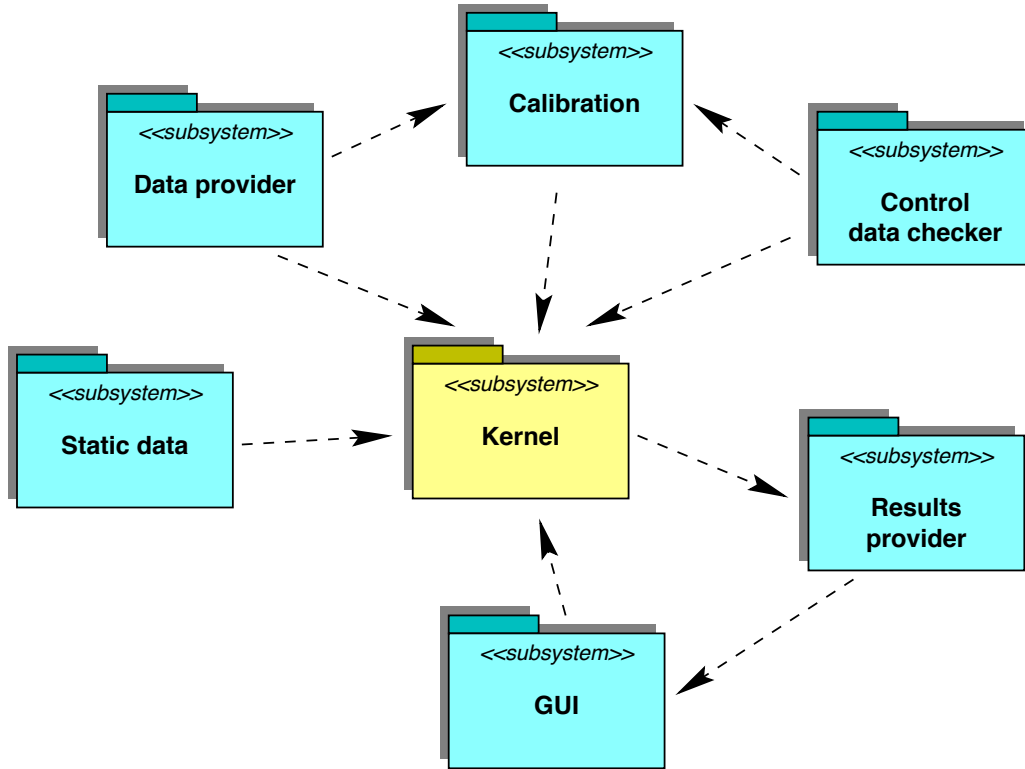 <<subsystem>>
Calibration
<<subsystem>>
Data provider
<<subsystem>>
Control
data checker
<<subsystem>>
Static data
<<subsystem>>
Kernel
<<subsystem>>
Results
provider
<<subsystem>>
GUI